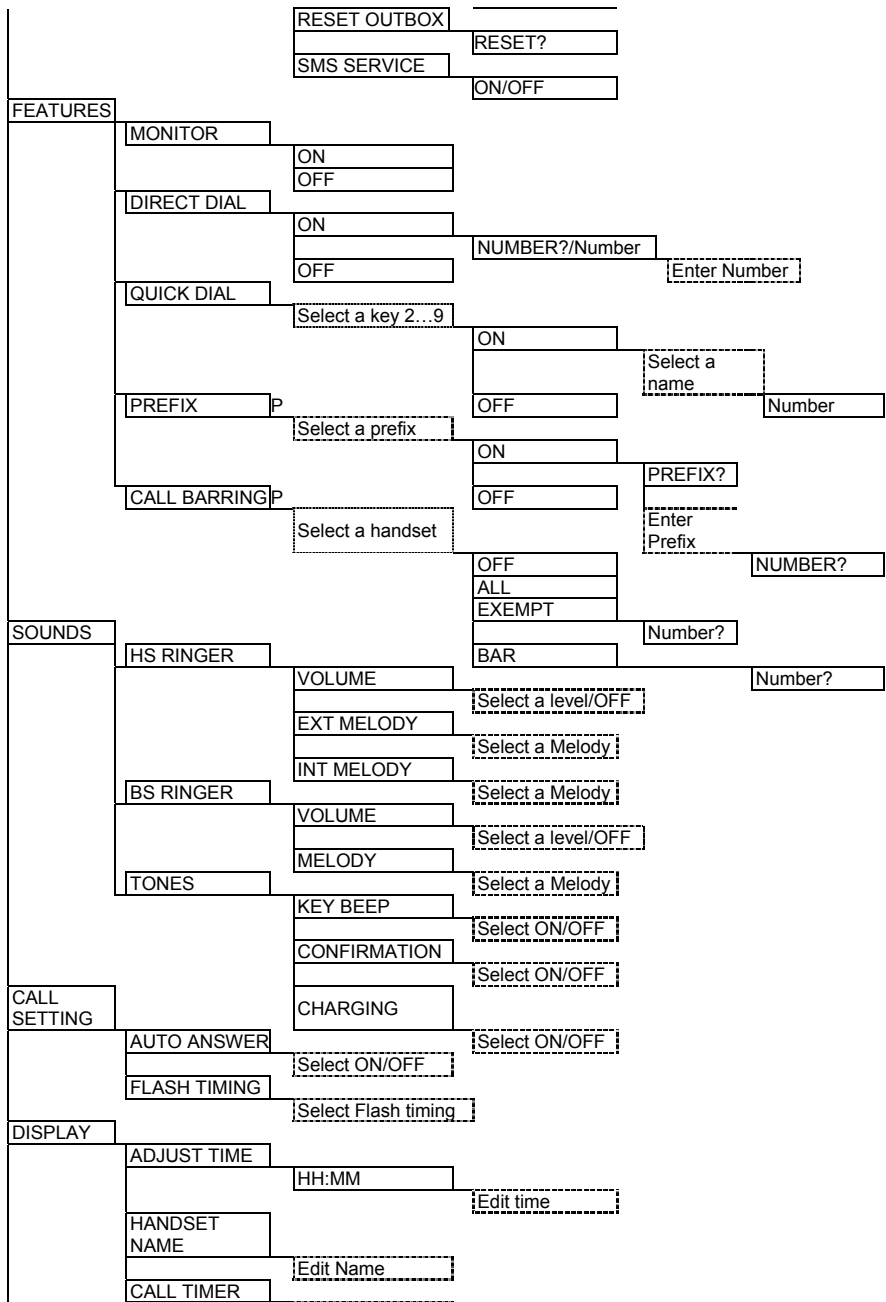 RESET OUTBOX
RESET?
SMS SERVICE
ON/OFF
FEATURES
MONITOR
ON
OFF
DIRECT DIAL
ON
NUMBER?/Number
OFF
Enter Number
QUICK DIAL
Select a key 2…9
ON
Select a
name
PREFIX P
OFF
Number
Select a prefix
ON
PREFIX?
CALL BARRING P
OFF
Select a handset
Enter
Prefix
OFF
NUMBER?
ALL
EXEMPT
SOUNDS
Number?
HS RINGER
BAR
VOLUME
Number?
Select a level/OFF
EXT MELODY
Select a Melody
INT MELODY
BS RINGER
Select a Melody
VOLUME
Select a level/OFF
MELODY
TONES
Select a Melody
KEY BEEP
Select ON/OFF
CONFIRMATION
Select ON/OFF
CALL
SETTING
CHARGING
AUTO ANSWER
Select ON/OFF
Select ON/OFF
FLASH TIMING
Select Flash timing
DISPLAY
ADJUST TIME
HH:MM
Edit time
HANDSET
NAME
Edit Name
CALL TIMER